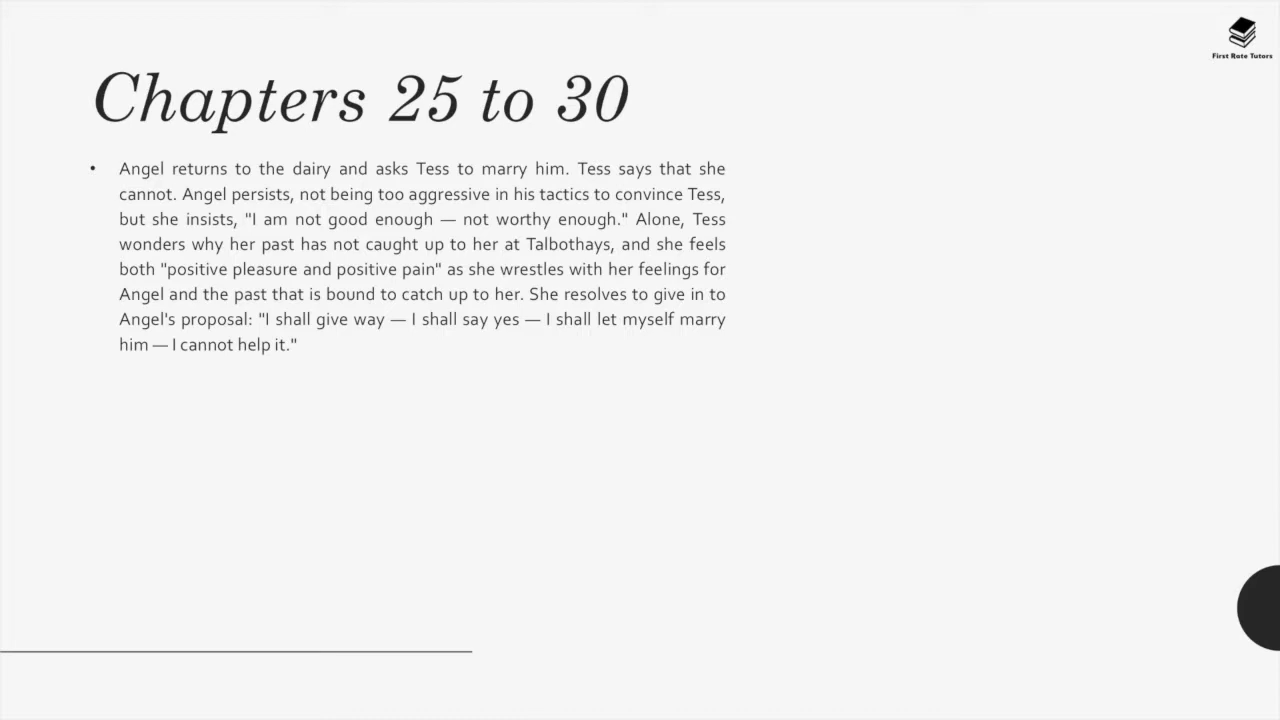 First Rate Tutors
Chapters 25 to 30
• Angel returns to the dairy and asks Tess to marry him. Tess says that she
cannot. Angel persists, not being too aggressive in his tactics to convince Tess,
but she insists, "I am not good enough — not worthy enough." Alone, Tess
wonders why her past has not caught up to her at Talbothays, and she feels
both "positive pleasure and positive pain" as she wrestles with her feelings for
Angel and the past that is bound to catch up to her. She resolves to give in to
Angel's proposal: "I shall give way — I shall say yes — I shall let myself marry
him — I cannot help it."